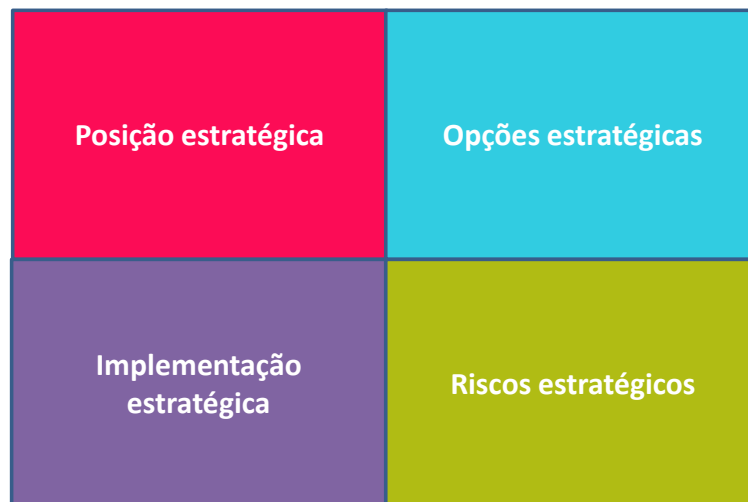 Posição estratégica
Opções estratégicas
Implementação
estratégica
Riscos estratégicos